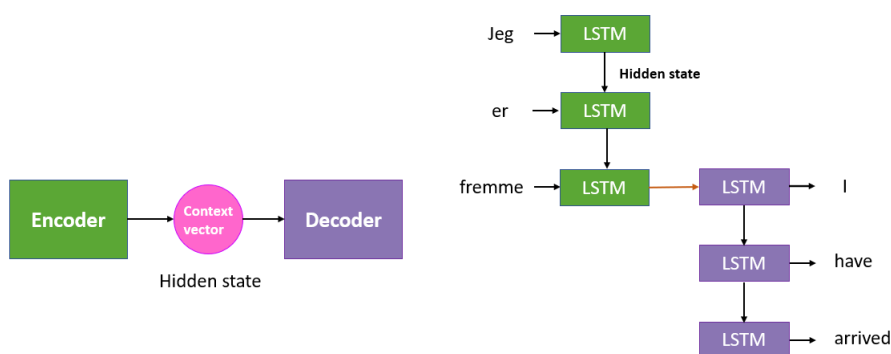 Encoder
Context
vector
Decoder
Hidden state
Jeg
LSTM
Hidden state
er
LSTM
fremme
LSTM
LSTM
I
LSTM
have
LSTM
arrived